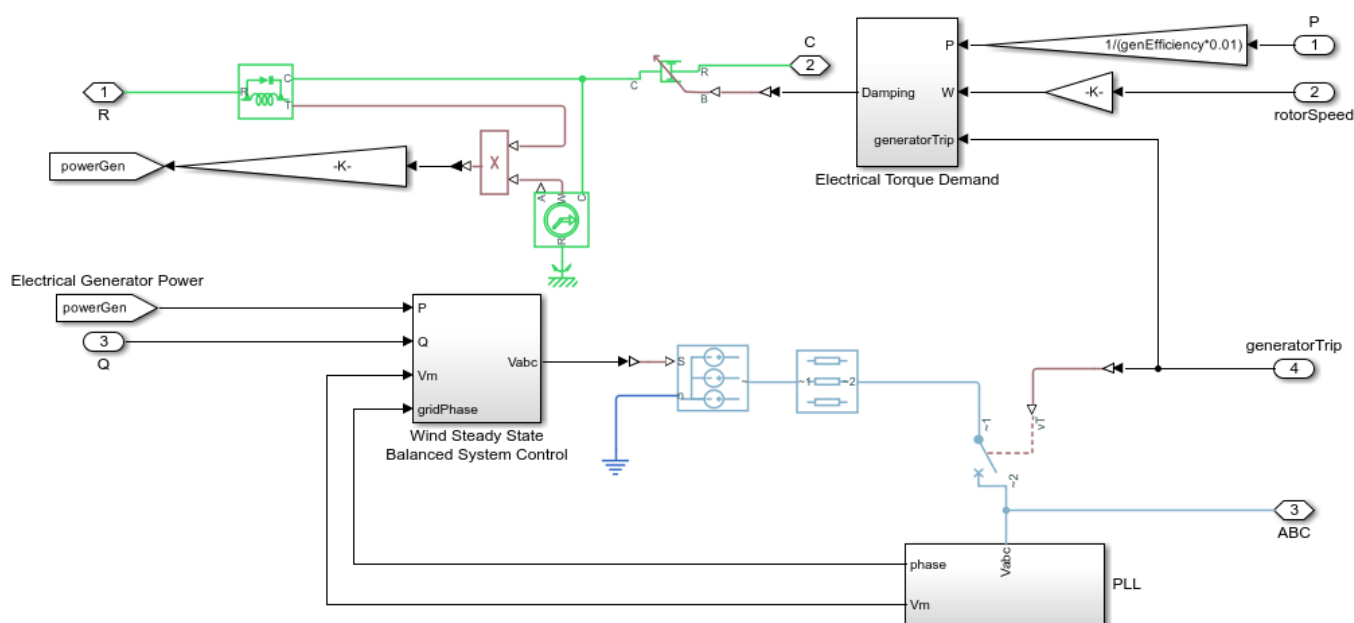 P
1
1/(genEfficiency*0.01)
P
C
2
R
C
B
Damping
W
-K-
2
rotorSpeed
generatorTrip
Electrical Torque Demand
1
R
R
C
T
powerGen
-K-
X
A
W
C
R
Electrical Generator Power
powerGen
P
3
Q
Q
Vm
gridPhase
Vabc
Wind Steady State
Balanced System Control
S
n
~
~1
~2
generatorTrip
4
vT
~1
~2
3
ABC
Vabc
phase
Vm
PLL